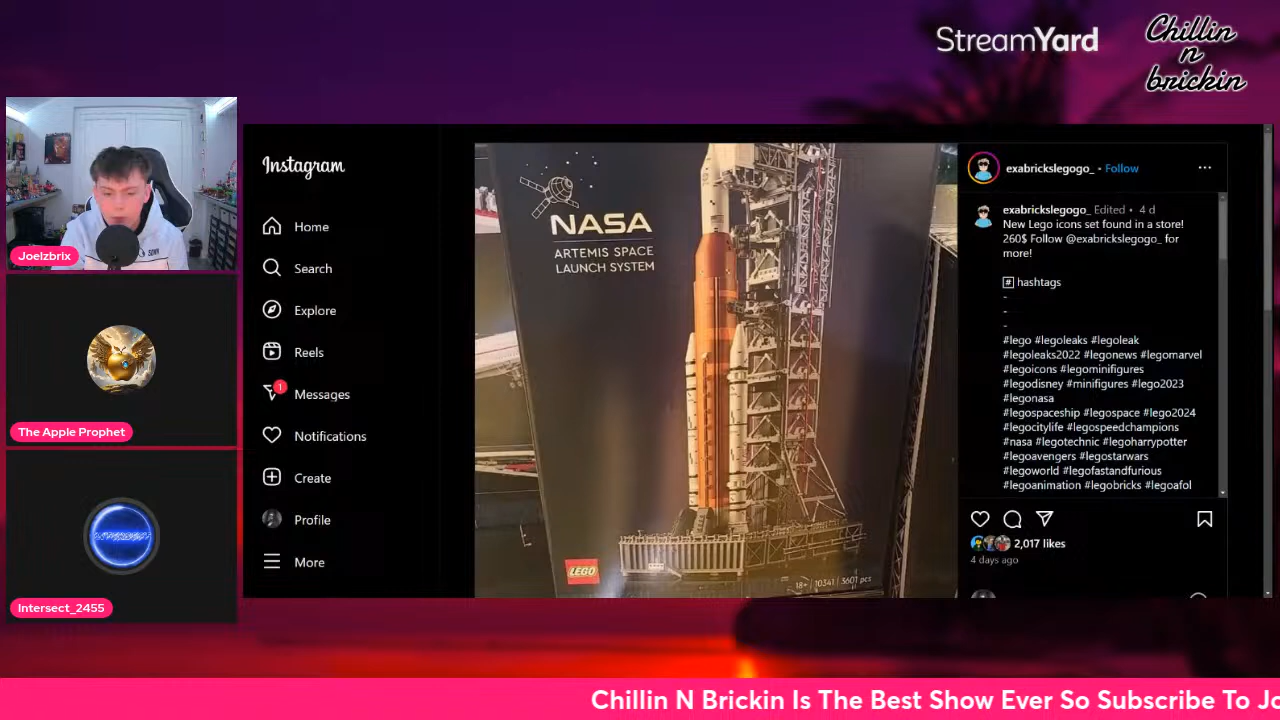 StreamYard
Chillin
n
brickin
Joelzbrix
The Apple Prophet
Intersect_2455
Instagram
Home
Search
Explore
Reels
1
Messages
Notifications
Create
Profile
More
NASA
ARTEMIS SPACE
LAUNCH SYSTEM
LEGO
18+ 10341 3601 pcs
exabrickslegogo_ • Follow
exabrickslegogo_ Edited • 4 d
New Lego icons set found in a store!
260$ Follow @exabrickslegogo_ for
more!
# hashtags
-
-
-
#lego #legoleaks #legoleak
#legoleaks2022 #legonews #legomarvel
#legoicons #legominifigures
#legodisney #minifigures #lego2023
#legonasa
#legospaceship #legospace #lego2024
#legocitylife #legospeedchampions
#nasa #legotechnic #legoharrypotter
#legoavengers #legostarwars
#legoworld #legofastandfurious
#legoanimation #legobricks #legoafol
2,017 likes
4 days ago
Chillin N Brickin Is The Best Show Ever So Subscribe To Jo